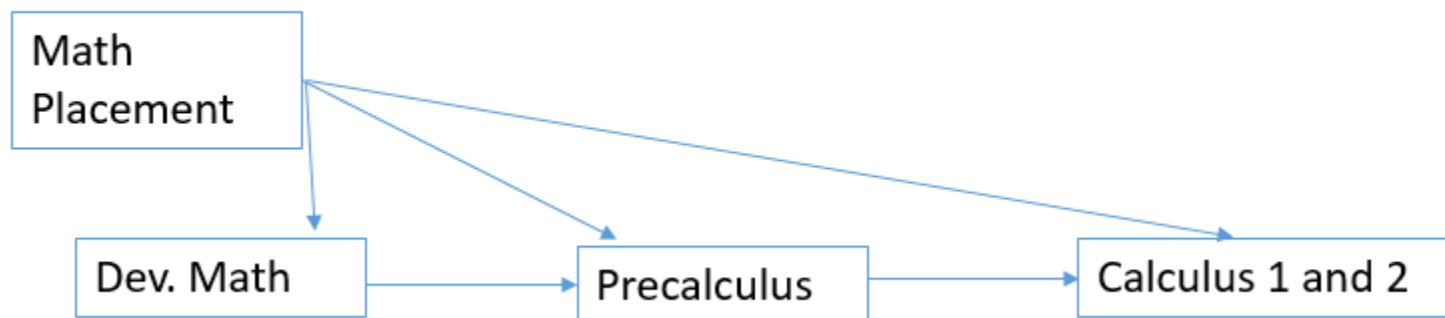 Math
Placement
Dev. Math
Precalculus
Calculus 1 and 2